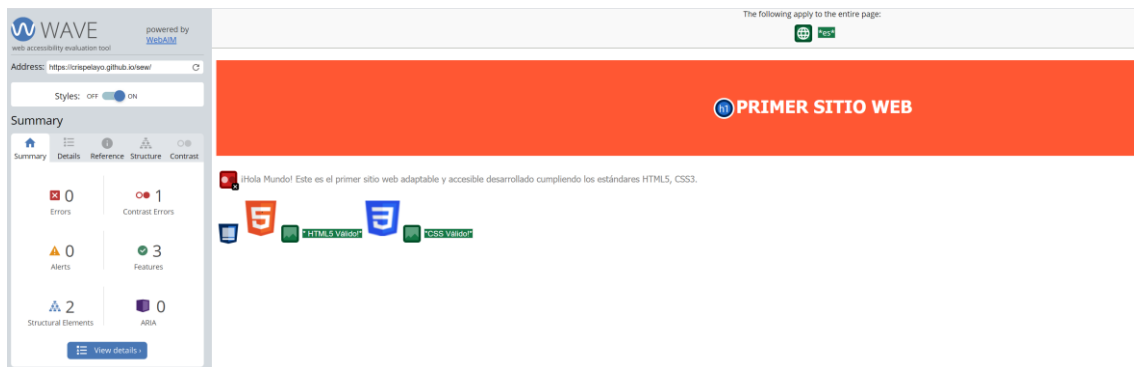 WAVE
web accessibility evaluation tool
powered by
WebAIM
Address: https://crispelayo.github.io/sew/
Styles: OFF ON
Summary
Summary Details Reference Structure Contrast
0
Errors
1
Contrast Errors
0
Alerts
3
Features
2
Structural Elements
0
ARIA
View details ›
The following apply to the entire page:
*es*
h1 PRIMER SITIO WEB
¡Hola Mundo! Este es el primer sitio web adaptable y accesible desarrollado cumpliendo los estándares HTML5, CSS3.
5 * HTML5 Válido!* 3 *CSS Válido!*